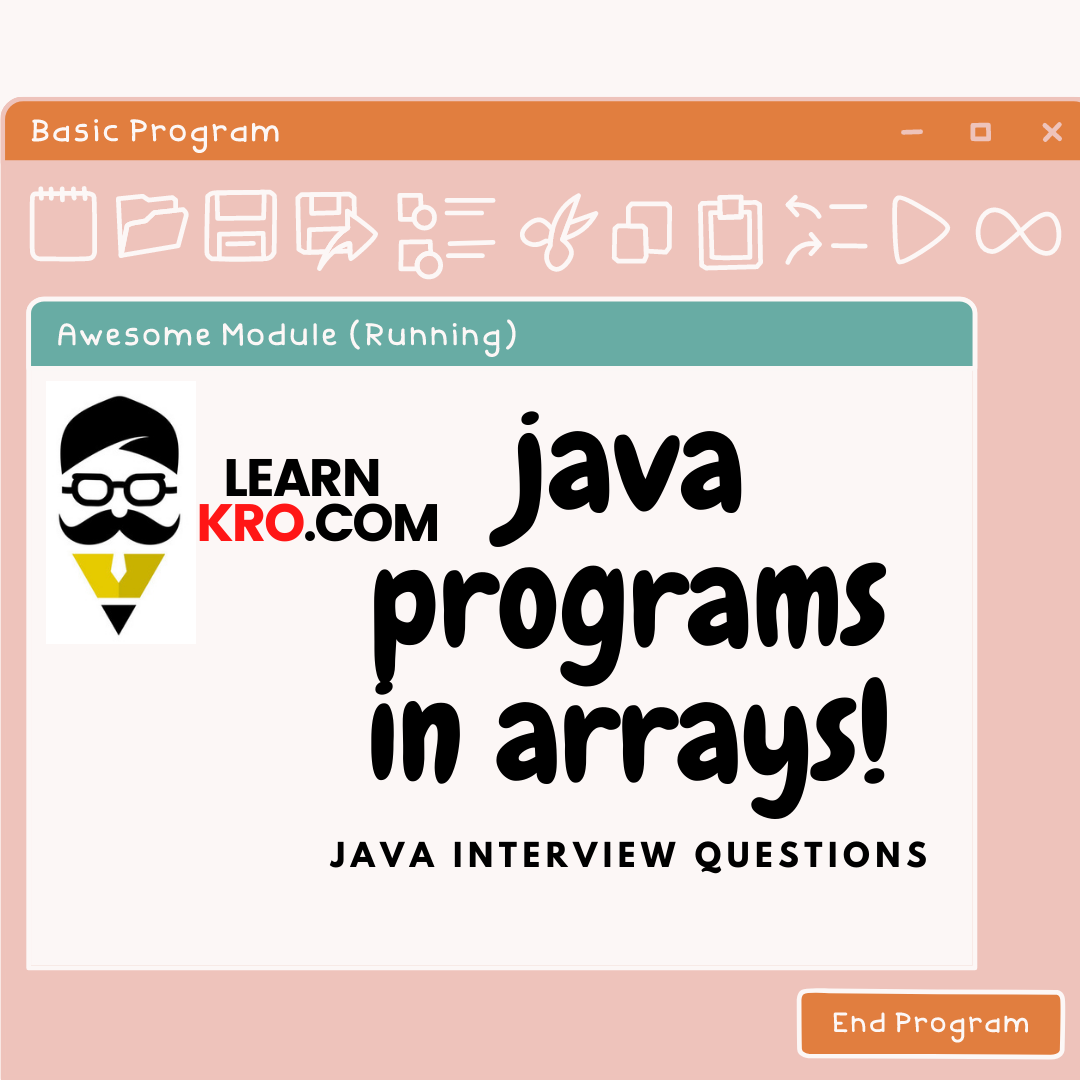 Basic Program
Awesome Module (Running)
LEARN
KRO.COM
java
programs
in arrays!
JAVA INTERVIEW QUESTIONS
End Program